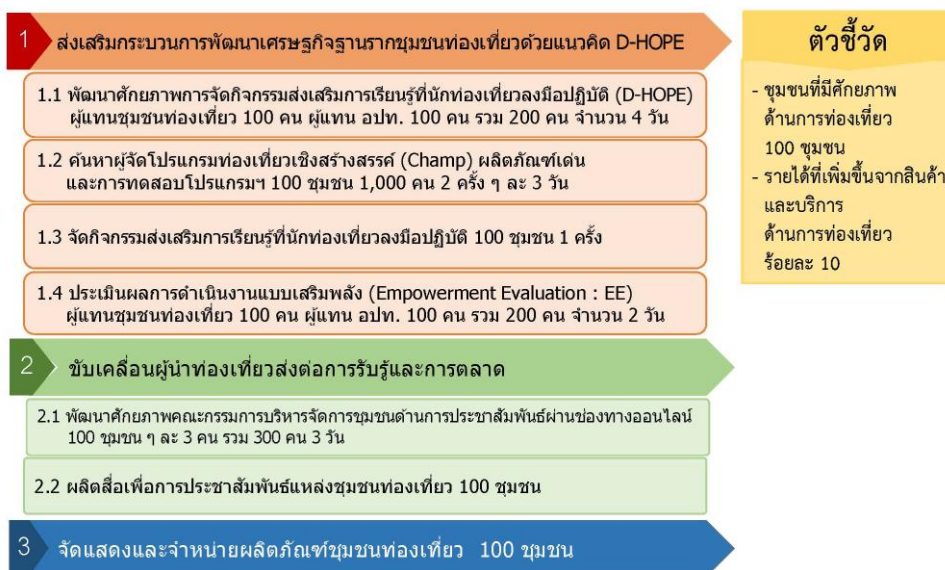 1 ส่งเสริมกระบวนการพัฒนาเศรษฐกิจฐานรากชุมชนท่องเที่ยวด้วยแนวคิด D-HOPE
1.1 พัฒนาศักยภาพการจัดกิจกรรมส่งเสริมการเรียนรู้ที่นักท่องเที่ยวลงมือปฏิบัติ (D-HOPE)
ผู้แทนชุมชนท่องเที่ยว 100 คน ผู้แทน อปท. 100 คน รวม 200 คน จำนวน 4 วัน
1.2 ค้นหาผู้จัดโปรแกรมท่องเที่ยวเชิงสร้างสรรค์ (Champ) ผลิตภัณฑ์เด่น
และการทดสอบโปรแกรมฯ 100 ชุมชน 1,000 คน 2 ครั้ง ๆ ละ 3 วัน
1.3 จัดกิจกรรมส่งเสริมการเรียนรู้ที่นักท่องเที่ยวลงมือปฏิบัติ 100 ชุมชน 1 ครั้ง
1.4 ประเมินผลการดำเนินงานแบบเสริมพลัง (Empowerment Evaluation : EE)
ผู้แทนชุมชนท่องเที่ยว 100 คน ผู้แทน อปท. 100 คน รวม 200 คน จำนวน 2 วัน
2 ขับเคลื่อนผู้นำท่องเที่ยวส่งต่อการรับรู้และการตลาด
2.1 พัฒนาศักยภาพคณะกรรมการบริหารจัดการชุมชนด้านการประชาสัมพันธ์ผ่านช่องทางออนไลน์
100 ชุมชน ๆ ละ 3 คน รวม 300 คน 3 วัน
2.2 ผลิตสื่อเพื่อการประชาสัมพันธ์แหล่งชุมชนท่องเที่ยว 100 ชุมชน
3 จัดแสดงและจำหน่ายผลิตภัณฑ์ชุมชนท่องเที่ยว 100 ชุมชน
ตัวชี้วัด
- ชุมชนที่มีศักยภาพ
ด้านการท่องเที่ยว
100 ชุมชน
- รายได้ที่เพิ่มขึ้นจากสินค้า
และบริการ
ด้านการท่องเที่ยว
ร้อยละ 10